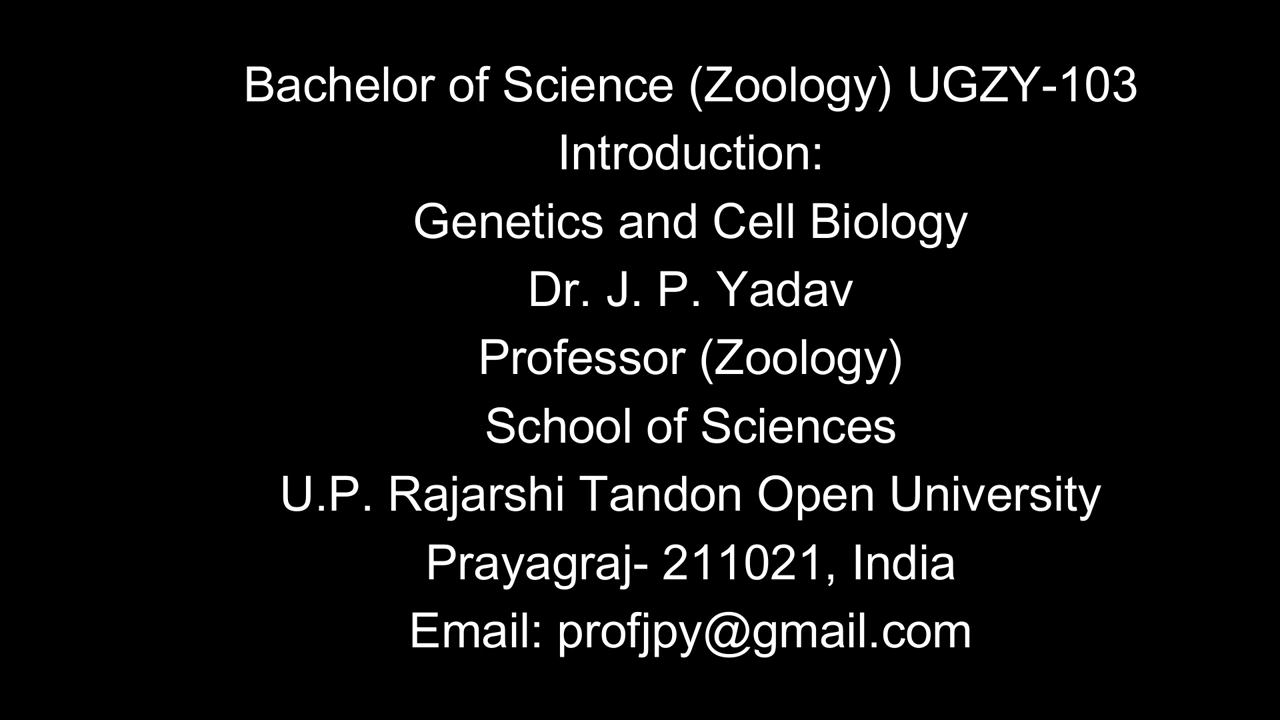 Bachelor of Science (Zoology) UGZY-103
Introduction:
Genetics and Cell Biology
Dr. J. P. Yadav
Professor (Zoology)
School of Sciences
U.P. Rajarshi Tandon Open University
Prayagraj- 211021, India
Email: profjpy@gmail.com